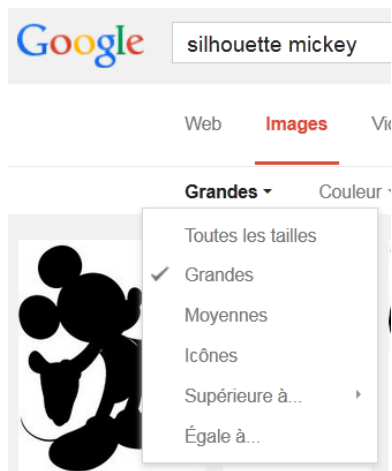 Google silhouette mickey
Web Images
Grandes Couleur
Toutes les tailles
Grandes
Moyennes
Icônes
Supérieure à...
Égale à...